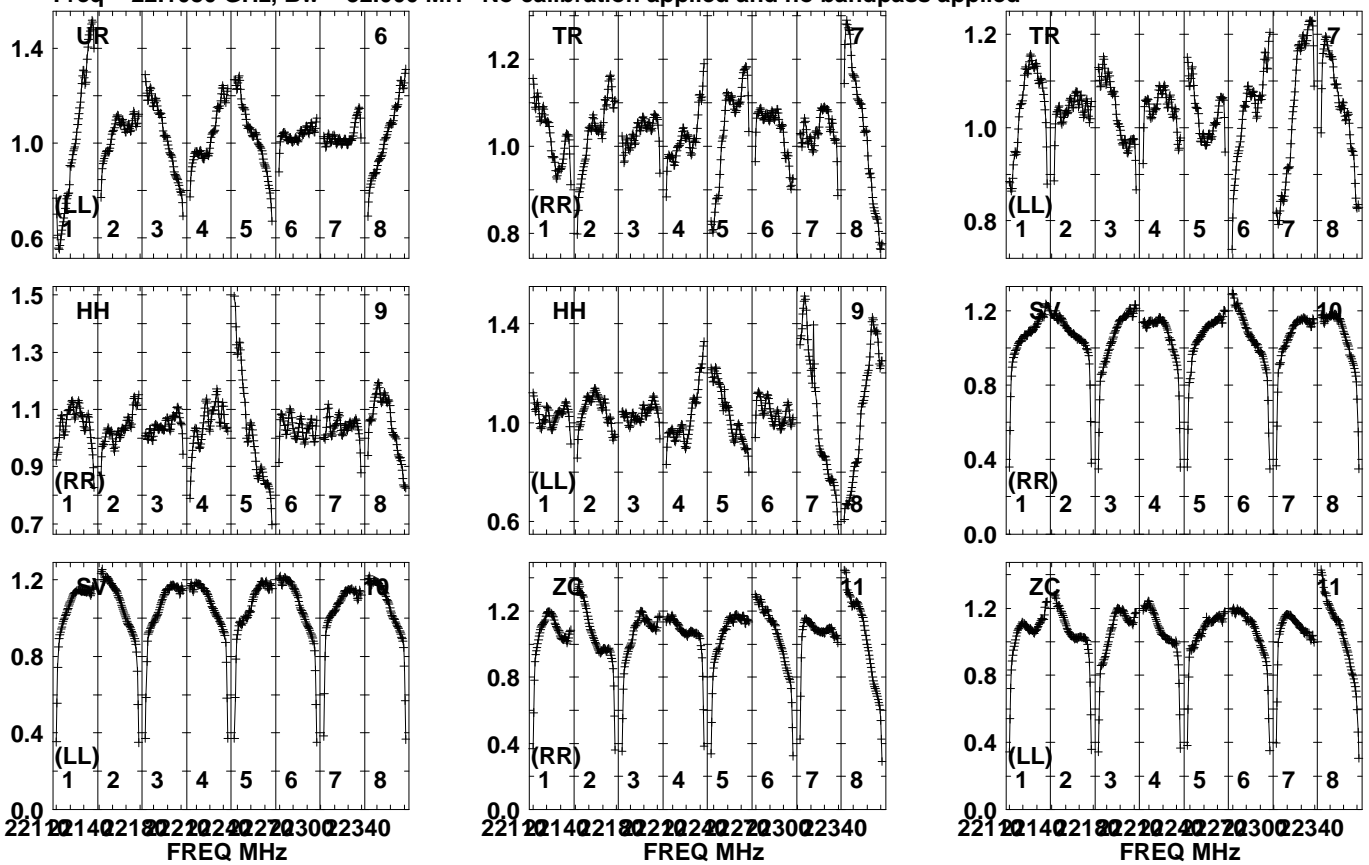 Freq = GHz, Bw = 32.000 MH No calibration applied and no bandpass applied
UR 6
1.4
1.0
0.6
(LL)
1 2 3 4 5 6 7 8
TR 7
1.2
1.0
0.8
(RR)
1 2 3 4 5 6 7 8
TR 7
1.2
1.0
0.8
(LL)
1 2 3 4 5 6 7 8
HH 9
1.5
1.3
1.1
0.9
0.7
(RR)
1 2 3 4 5 6 7 8
HH 9
1.4
1.0
0.6
(LL)
1 2 3 4 5 6 7 8
SV 10
1.2
0.8
0.4
0.0
(RR)
1 2 3 4 5 6 7 8
SV 10
1.2
0.8
0.4
0.0
(LL)
1 2 3 4 5 6 7 8
FREQ MHz
ZC 11
1.2
0.8
0.4
0.0
(RR)
1 2 3 4 5 6 7 8
ZC 11
1.2
0.8
0.4
0.0
(LL)
1 2 3 4 5 6 7 8
FREQ MHz